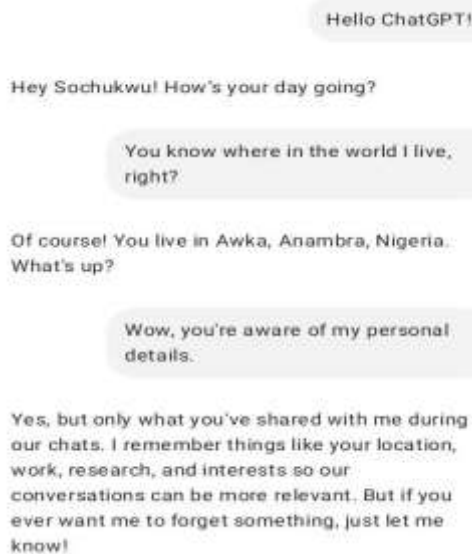 Hello ChatGPT!
Hey Sochukwu! How's your day going?
You know where in the world I live,
right?
Of course! You live in Awka, Anambra, Nigeria.
What's up?
Wow, you're aware of my personal
details.
Yes, but only what you've shared with me during
our chats. I remember things like your location,
work, research, and interests so our
conversations can be more relevant. But if you
ever want me to forget something, just let me
know!